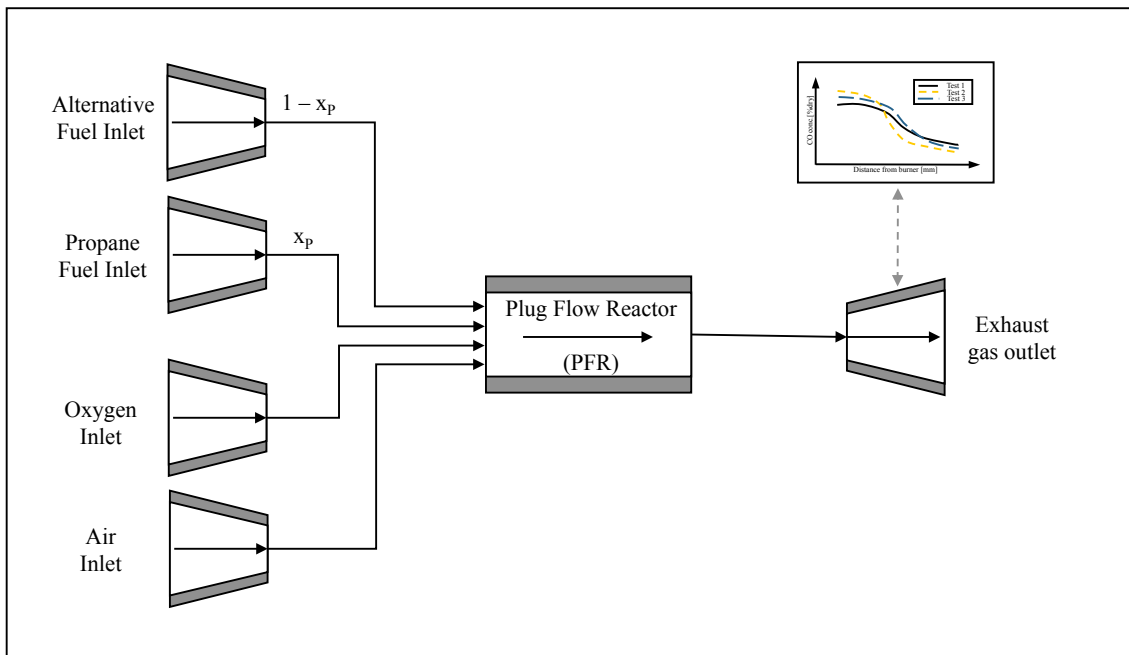 Alternative
Fuel Inlet
1 – xP
Propane
Fuel Inlet
xP
Oxygen
Inlet
Air
Inlet
Plug Flow Reactor
(PFR)
Exhaust
gas outlet
CO conc.[%dry]
Test 1
Test 2
Test 3
Distance from burner [mm]